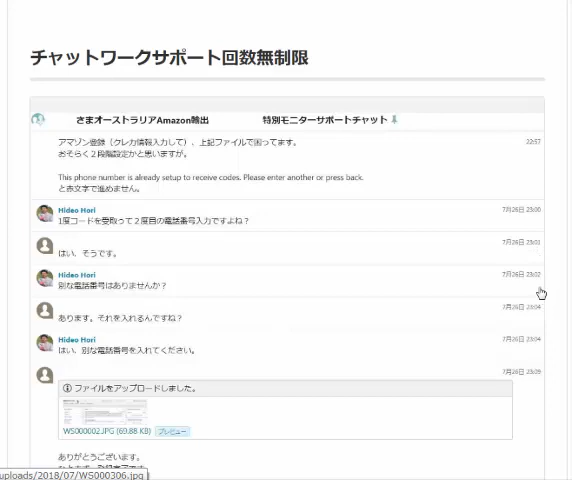 チャットワークサポート回数無制限
さまオーストラリアAmazon輸出 特別モニターサポートチャット
アマゾン登録（クレカ情報入力して）、上記ファイルで困ってます。 22:57
おそらく２段階設定かと思いますが、
This phone number is already setup to receive codes. Please enter another or press back.
と赤文字で進めません。
Hideo Hori 7月26日 23:00
1度コードを受取って２度目の電話番号入力ですよね？
7月26日 23:01
はい、そうです。
Hideo Hori 7月26日 23:02
別な電話番号はありませんか？
7月26日 23:04
あります。それを入れるんですね？
Hideo Hori 7月26日 23:04
はい、別な電話番号を入れてください。
7月26日 23:09
ファイルをアップロードしました。
WS000002.JPG (69.88 KB) プレビュー
ありがとうございます。
uploads/2018/07/WS000306.jpg